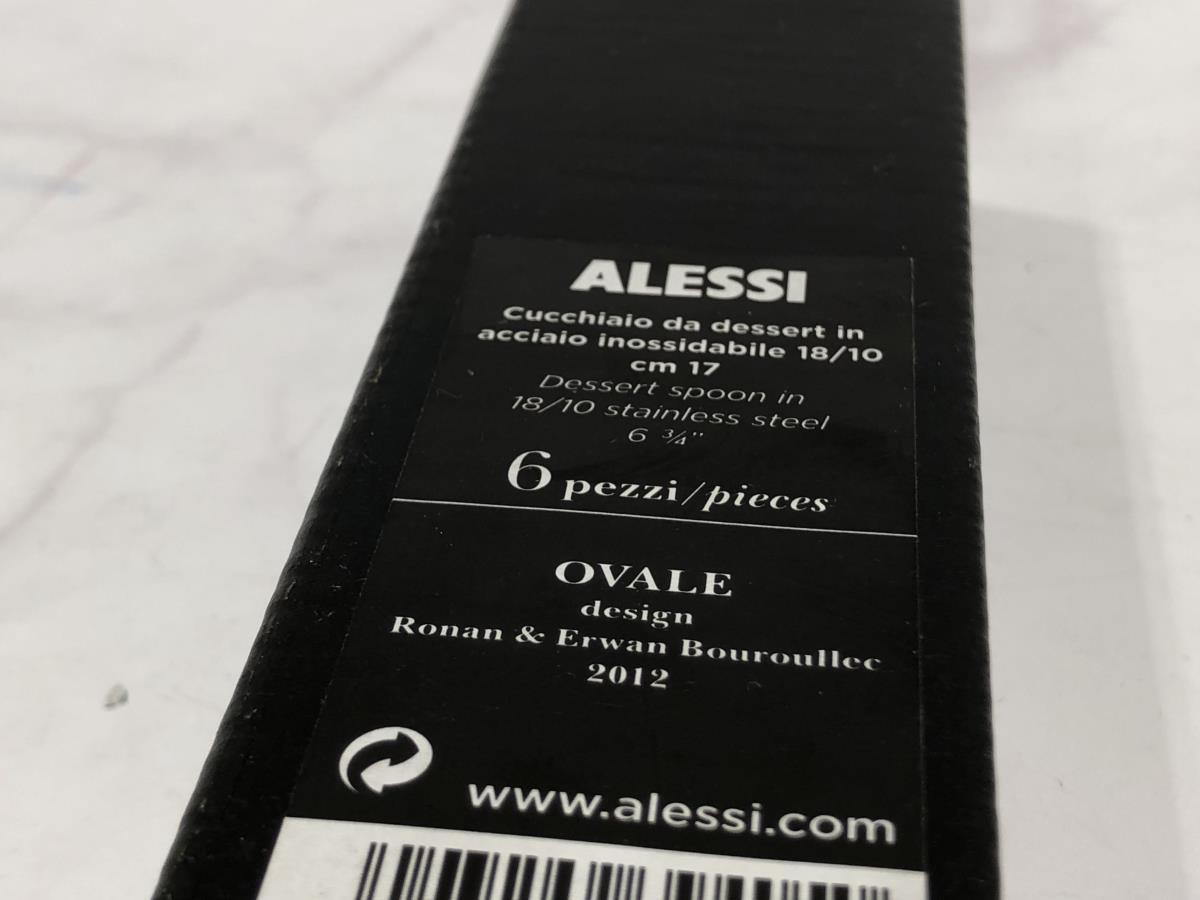 ALESSI
Cucchiaio da dessert in
acciaio inossidabile 18/10
cm 17
Dessert spoon in
18/10 stainless steel
6 ¾"
6 pezzi/pieces
OVALE
design
Ronan & Erwan Bouroullec
2012
www.alessi.com